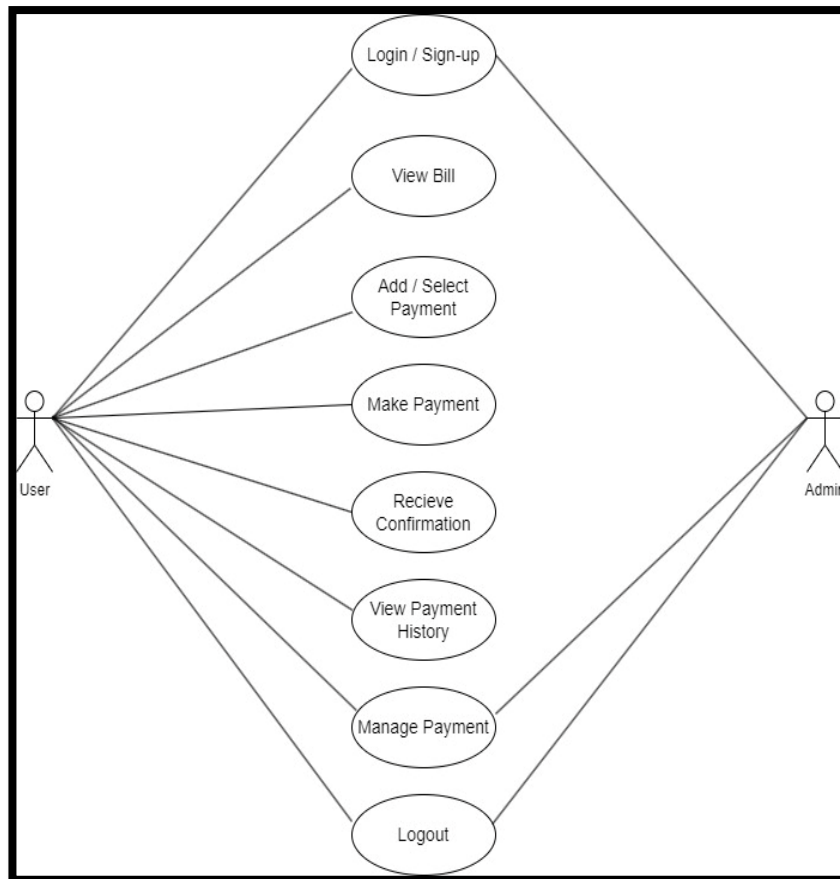 Login / Sign-up
View Bill
Add / Select
Payment
Make Payment
User
Admin
Recieve
Confirmation
View Payment
History
Manage Payment
Logout